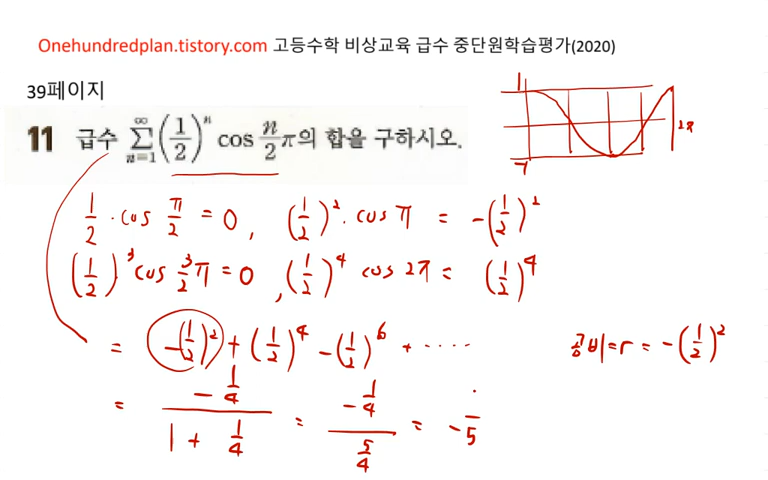 Onehundredplan.tistory.com 고등수학 비상교육 급수 중단원학습평가(2020)
39페이지
11 급수 ∑_{n=1}^{∞} (1/2)^n cos n/2 π의 합을 구하시오.
1
-1
2π
1/2 · cos π/2 = 0, (1/2)^2 · cos π = -(1/2)^2
(1/2)^3 cos 3/2 π = 0, (1/2)^4 cos 2π = (1/2)^4
= -(1/2)^2 + (1/2)^4 - (1/2)^6 + ·····
공비 = r = -(1/2)^2
= (-1/4)/(1 + 1/4) = (-1/4)/(5/4) = -1/5